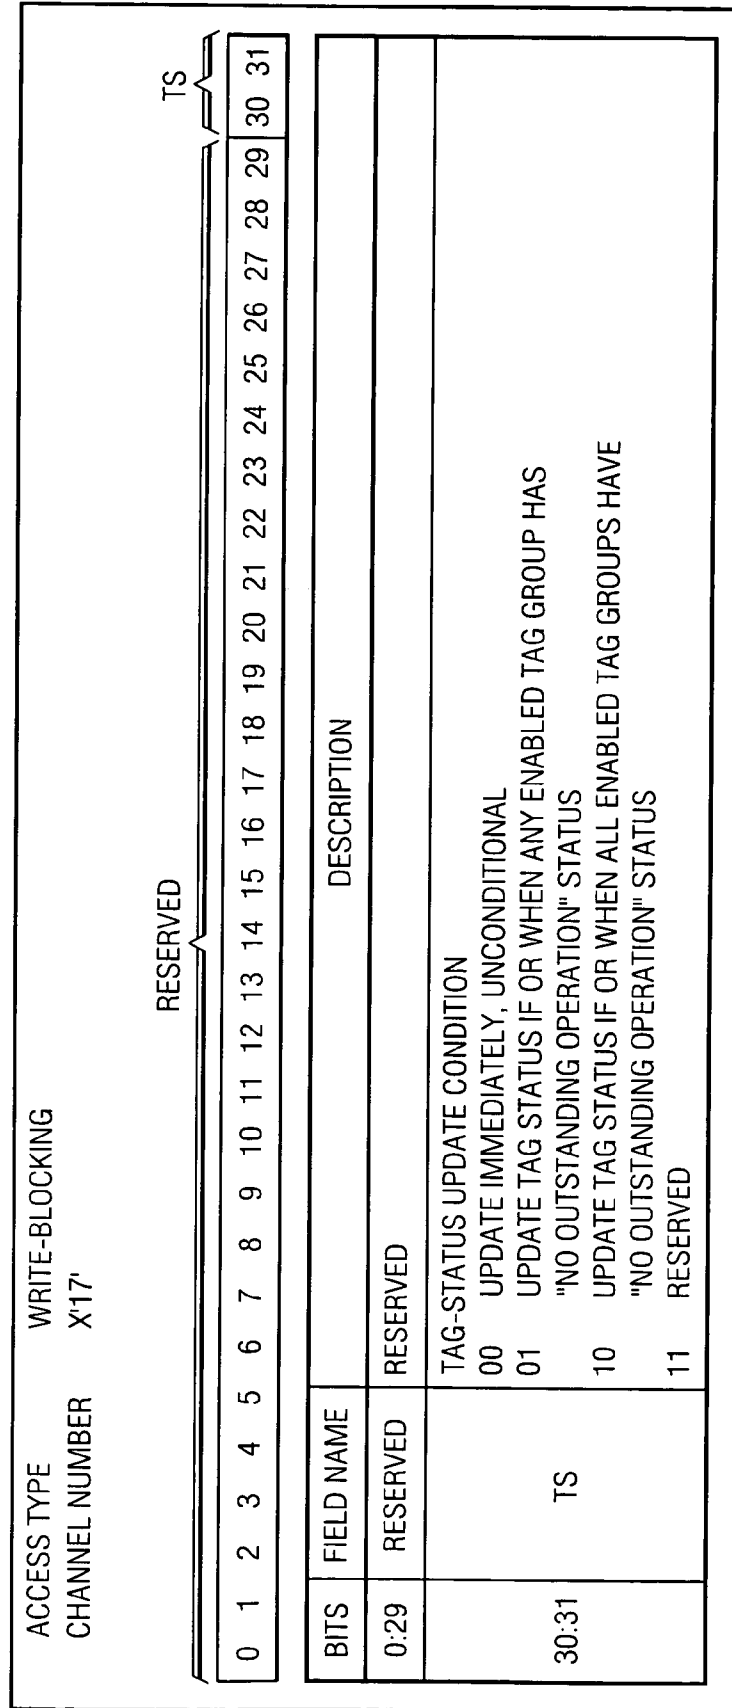 ACCESS TYPE WRITE-BLOCKING
CHANNEL NUMBER X'17'
RESERVED TS
0 1 2 3 4 5 6 7 8 9 10 11 12 13 14 15 16 17 18 19 20 21 22 23 24 25 26 27 28 29 30 31
BITS FIELD NAME DESCRIPTION
0:29 RESERVED RESERVED
30:31 TS TAG-STATUS UPDATE CONDITION
00 UPDATE IMMEDIATELY, UNCONDITIONAL
01 UPDATE TAG STATUS IF OR WHEN ANY ENABLED TAG GROUP HAS
"NO OUTSTANDING OPERATION" STATUS
10 UPDATE TAG STATUS IF OR WHEN ALL ENABLED TAG GROUPS HAVE
"NO OUTSTANDING OPERATION" STATUS
11 RESERVED